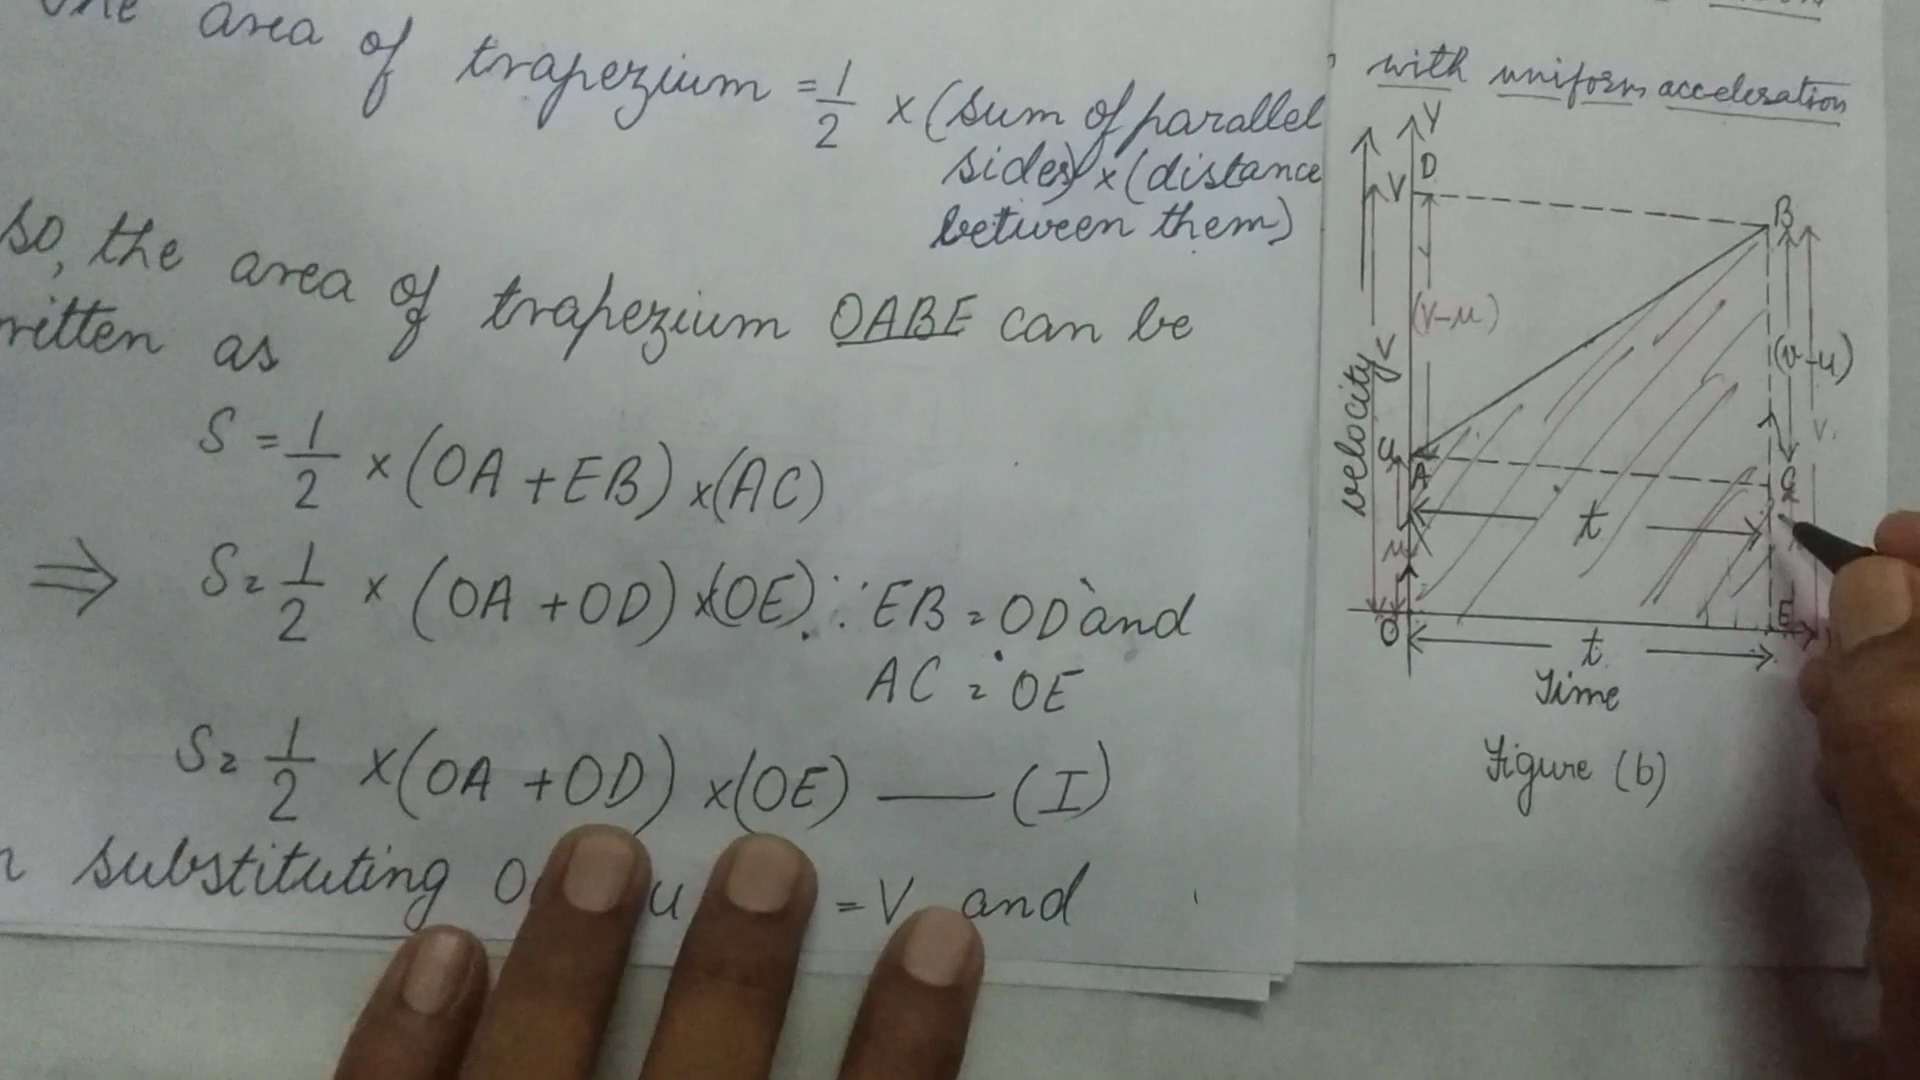 The area of trapezium = 1/2 × (sum of parallel
sides) × (distance
between them)
so, the area of trapezium OABE can be
written as
S = 1/2 × (OA + EB) × (AC)
⇒ S = 1/2 × (OA + OD) × (OE) ∵ EB = OD and
AC = OE
S = 1/2 × (OA + OD) × (OE) — (I)
substituting O u = V and
with uniform acceleration
Y
D
V
B
(V-u)
(v-u)
velocity
V
u
A
C
t
u
O
E
t
Time
Figure (b)